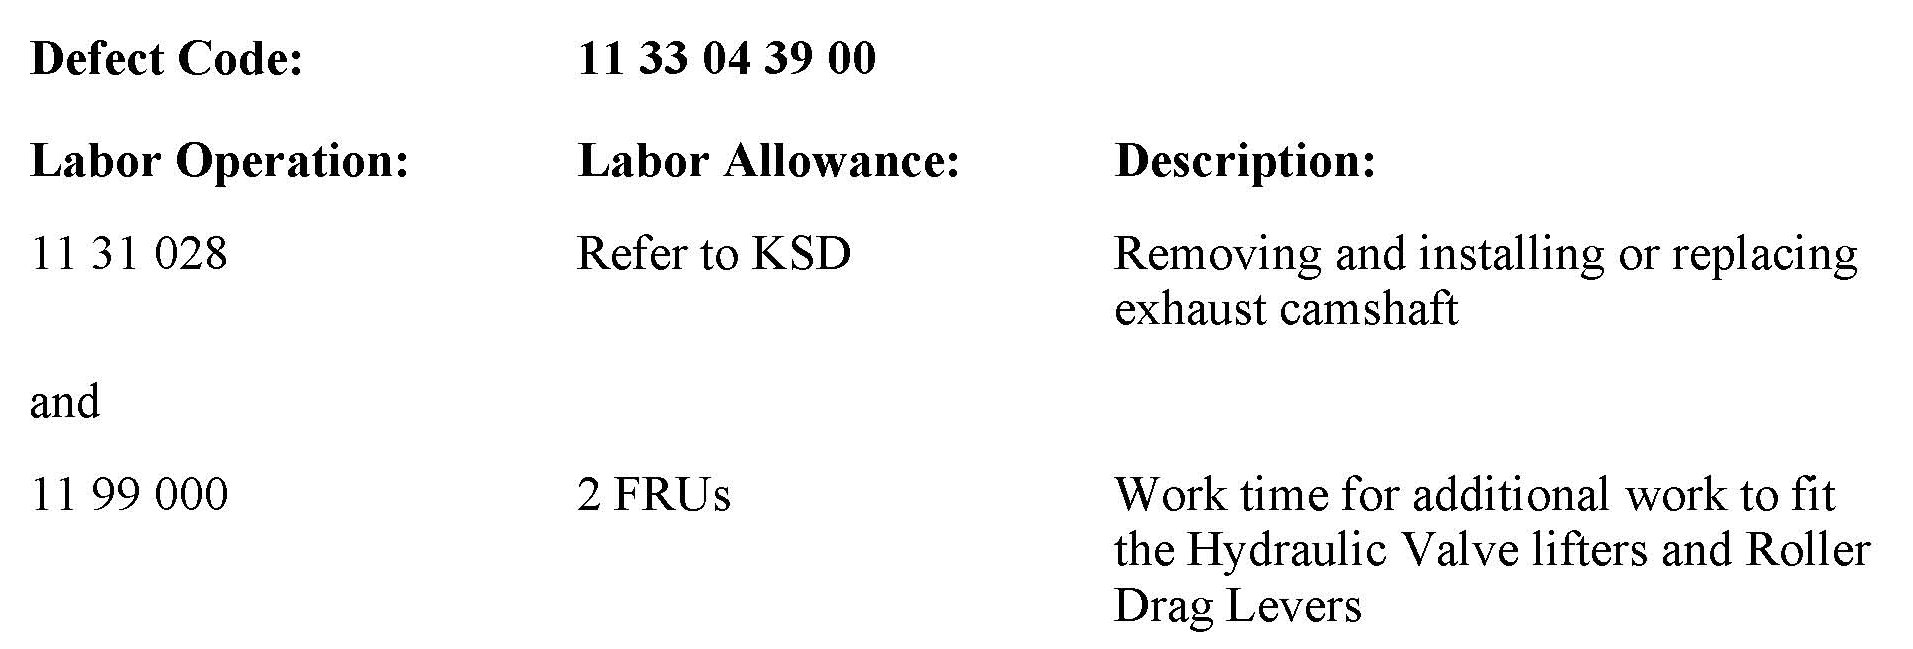 Defect Code: 11 33 04 39 00
Labor Operation: Labor Allowance: Description:
11 31 028 Refer to KSD Removing and installing or replacing
exhaust camshaft
and
11 99 000 2 FRUs Work time for additional work to fit
the Hydraulic Valve lifters and Roller
Drag Levers